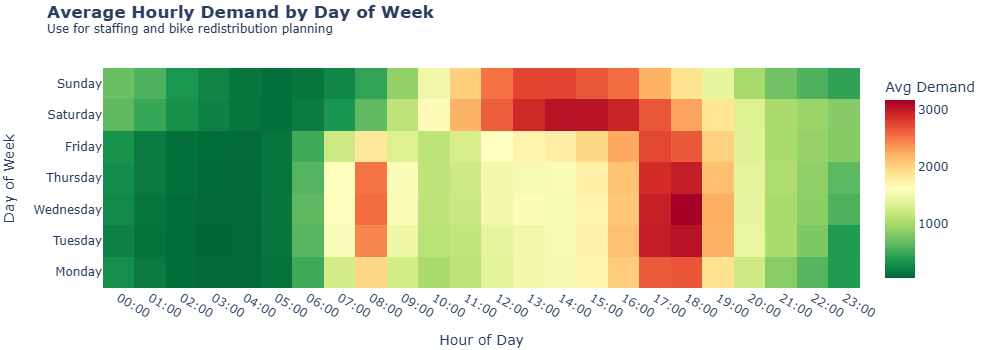 Average Hourly Demand by Day of Week
Use for staffing and bike redistribution planning
Day of Week
Sunday
Saturday
Friday
Thursday
Wednesday
Tuesday
Monday
00:00 01:00 02:00 03:00 04:00 05:00 06:00 07:00 08:00 09:00 10:00 11:00 12:00 13:00 14:00 15:00 16:00 17:00 18:00 19:00 20:00 21:00 22:00 23:00
Hour of Day
Avg Demand
3000
2000
1000